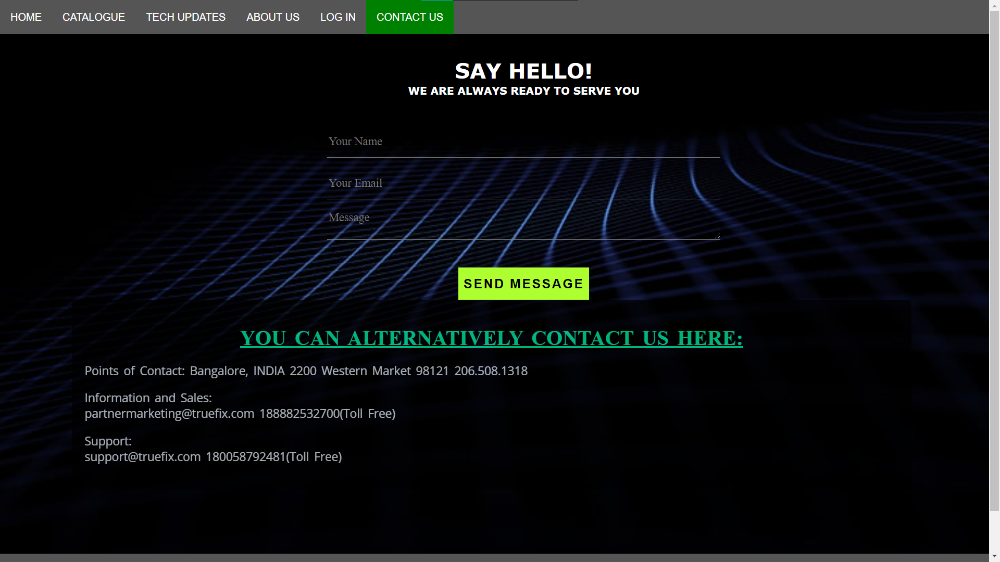 HOME CATALOGUE TECH UPDATES ABOUT US LOG IN CONTACT US
SAY HELLO!
WE ARE ALWAYS READY TO SERVE YOU
Your Name
Your Email
Message
SEND MESSAGE
YOU CAN ALTERNATIVELY CONTACT US HERE:
Points of Contact: Bangalore, INDIA 2200 Western Market 98121 206.508.1318
Information and Sales:
partnermarketing@truefix.com 188882532700(Toll Free)
Support:
support@truefix.com 180058792481(Toll Free)